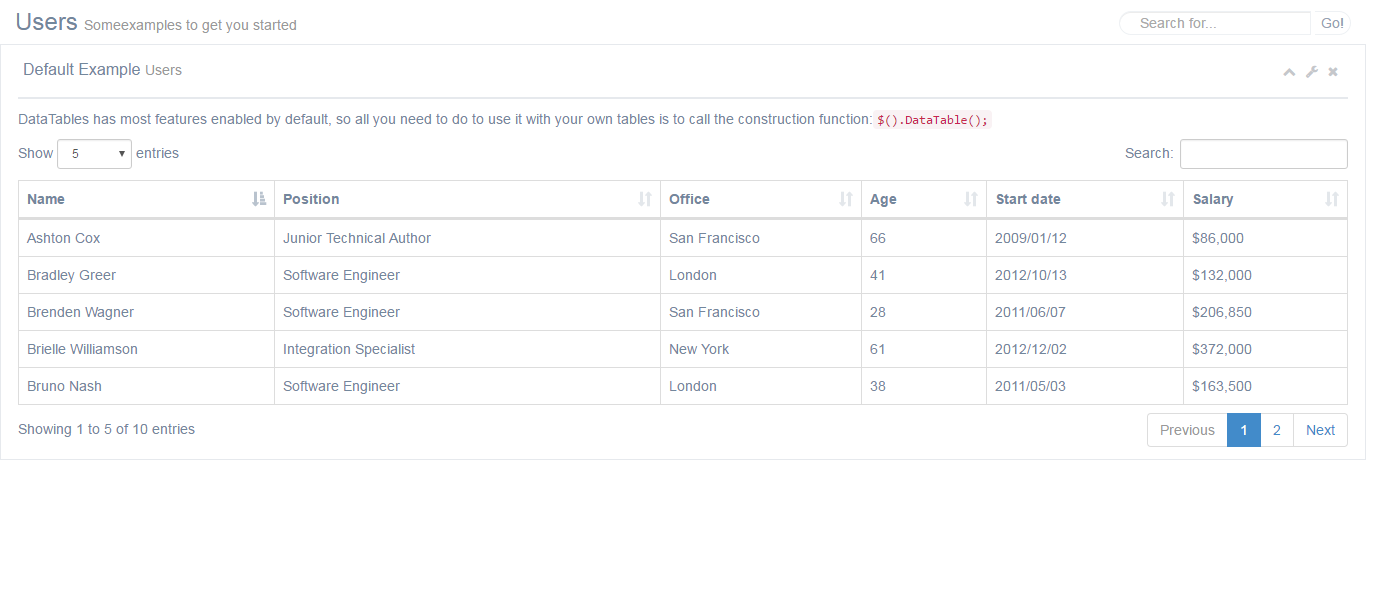 Users Someexamples to get you started
Search for... Go!
Default Example Users
DataTables has most features enabled by default, so all you need to do to use it with your own tables is to call the construction function: $().DataTable();
Show 5 entries Search:
Name Position Office Age Start date Salary
Ashton Cox Junior Technical Author San Francisco 66 2009/01/12 $86,000
Bradley Greer Software Engineer London 41 2012/10/13 $132,000
Brenden Wagner Software Engineer San Francisco 28 2011/06/07 $206,850
Brielle Williamson Integration Specialist New York 61 2012/12/02 $372,000
Bruno Nash Software Engineer London 38 2011/05/03 $163,500
Showing 1 to 5 of 10 entries Previous 1 2 Next